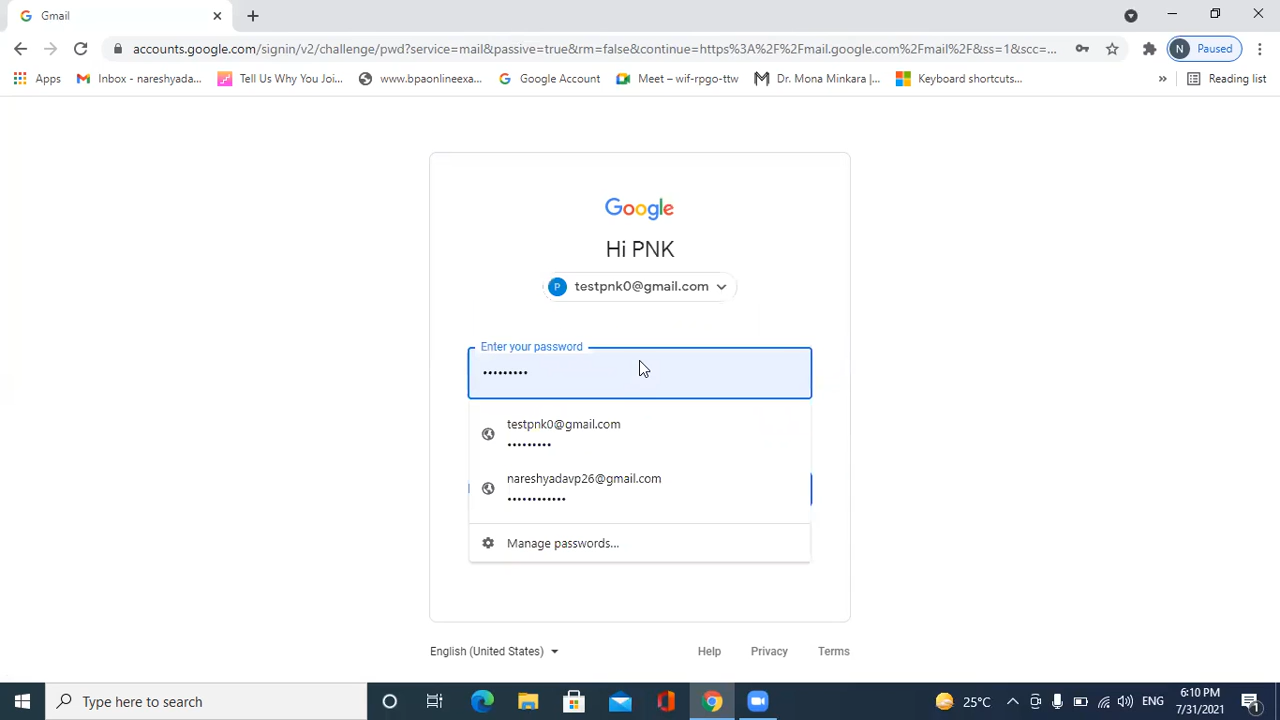 Gmail
accounts.google.com/signin/v2/challenge/pwd?service=mail&passive=true&rm=false&continue=https%3A%2F%2Fmail.google.com%2Fmail%2F&ss=1&scc=...
N Paused
Apps
Inbox - nareshyada...
Tell Us Why You Joi...
www.bpaonlineexa...
Google Account
Meet – wif-rpgo-ttw
Dr. Mona Minkara |...
Keyboard shortcuts...
»
Reading list
Google
Hi PNK
P testpnk0@gmail.com
Enter your password
•••••••••
testpnk0@gmail.com
•••••••••
nareshyadavp26@gmail.com
••••••••••••
Manage passwords...
English (United States)
Help
Privacy
Terms
Type here to search
25°C
ENG
6:10 PM
7/31/2021
1